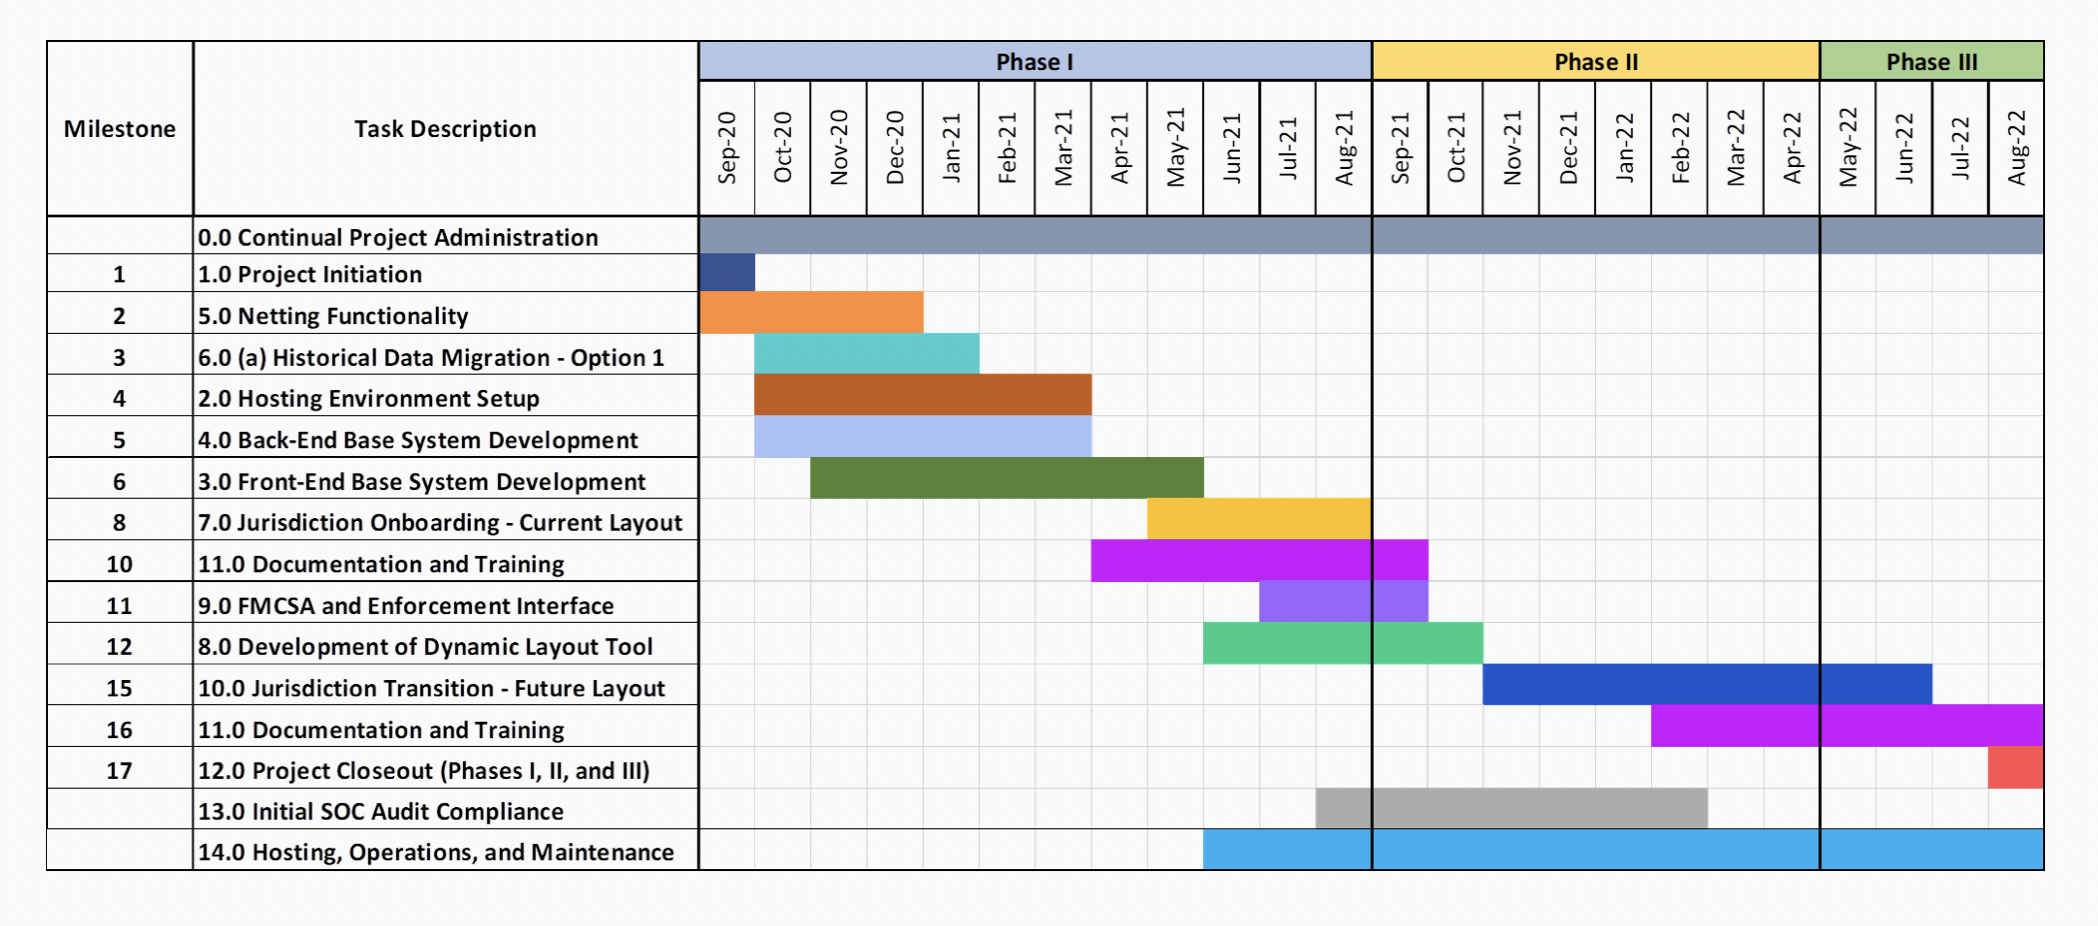 Phase I Phase II Phase III
Milestone Task Description Sep-20 Oct-20 Nov-20 Dec-20 Jan-21 Feb-21 Mar-21 Apr-21 May-21 Jun-21 Jul-21 Aug-21 Sep-21 Oct-21 Nov-21 Dec-21 Jan-22 Feb-22 Mar-22 Apr-22 May-22 Jun-22 Jul-22 Aug-22
0.0 Continual Project Administration
1 1.0 Project Initiation
2 5.0 Netting Functionality
3 6.0 (a) Historical Data Migration - Option 1
4 2.0 Hosting Environment Setup
5 4.0 Back-End Base System Development
6 3.0 Front-End Base System Development
8 7.0 Jurisdiction Onboarding - Current Layout
10 11.0 Documentation and Training
11 9.0 FMCSA and Enforcement Interface
12 8.0 Development of Dynamic Layout Tool
15 10.0 Jurisdiction Transition - Future Layout
16 11.0 Documentation and Training
17 12.0 Project Closeout (Phases I, II, and III)
13.0 Initial SOC Audit Compliance
14.0 Hosting, Operations, and Maintenance